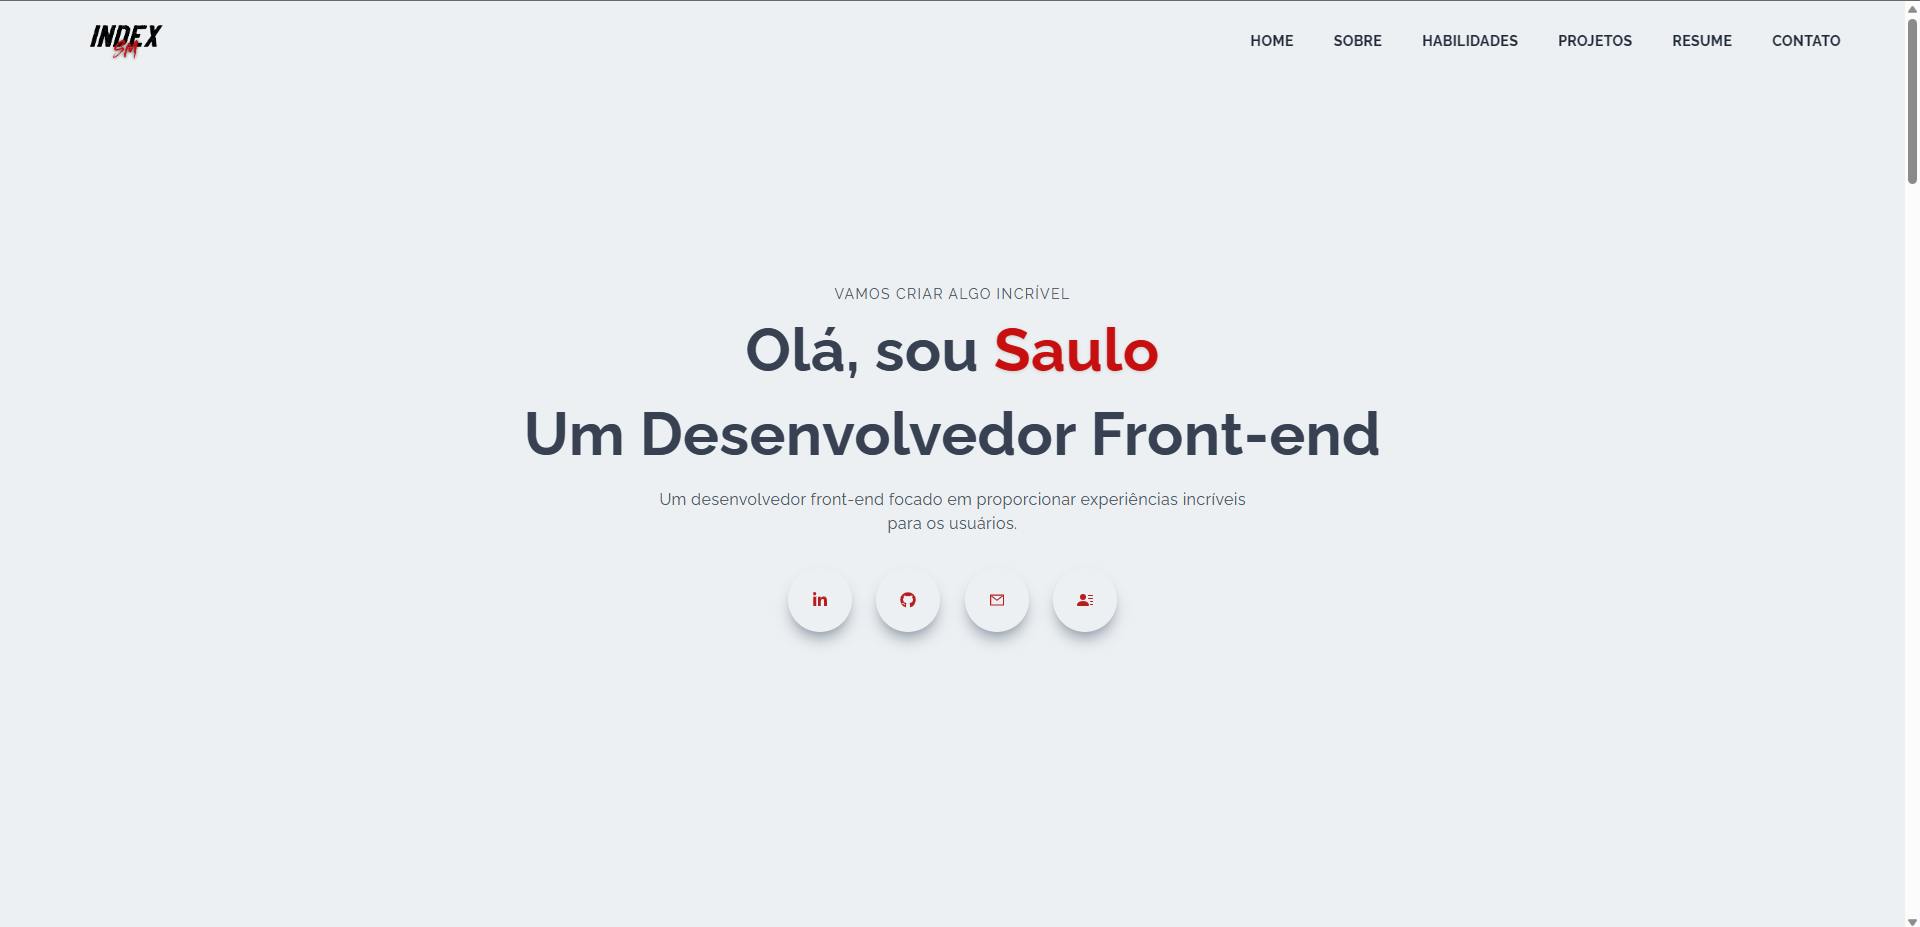 INDEX
SM
HOME SOBRE HABILIDADES PROJETOS RESUME CONTATO
VAMOS CRIAR ALGO INCRÍVEL
Olá, sou Saulo
Um Desenvolvedor Front-end
Um desenvolvedor front-end focado em proporcionar experiências incríveis
para os usuários.
in